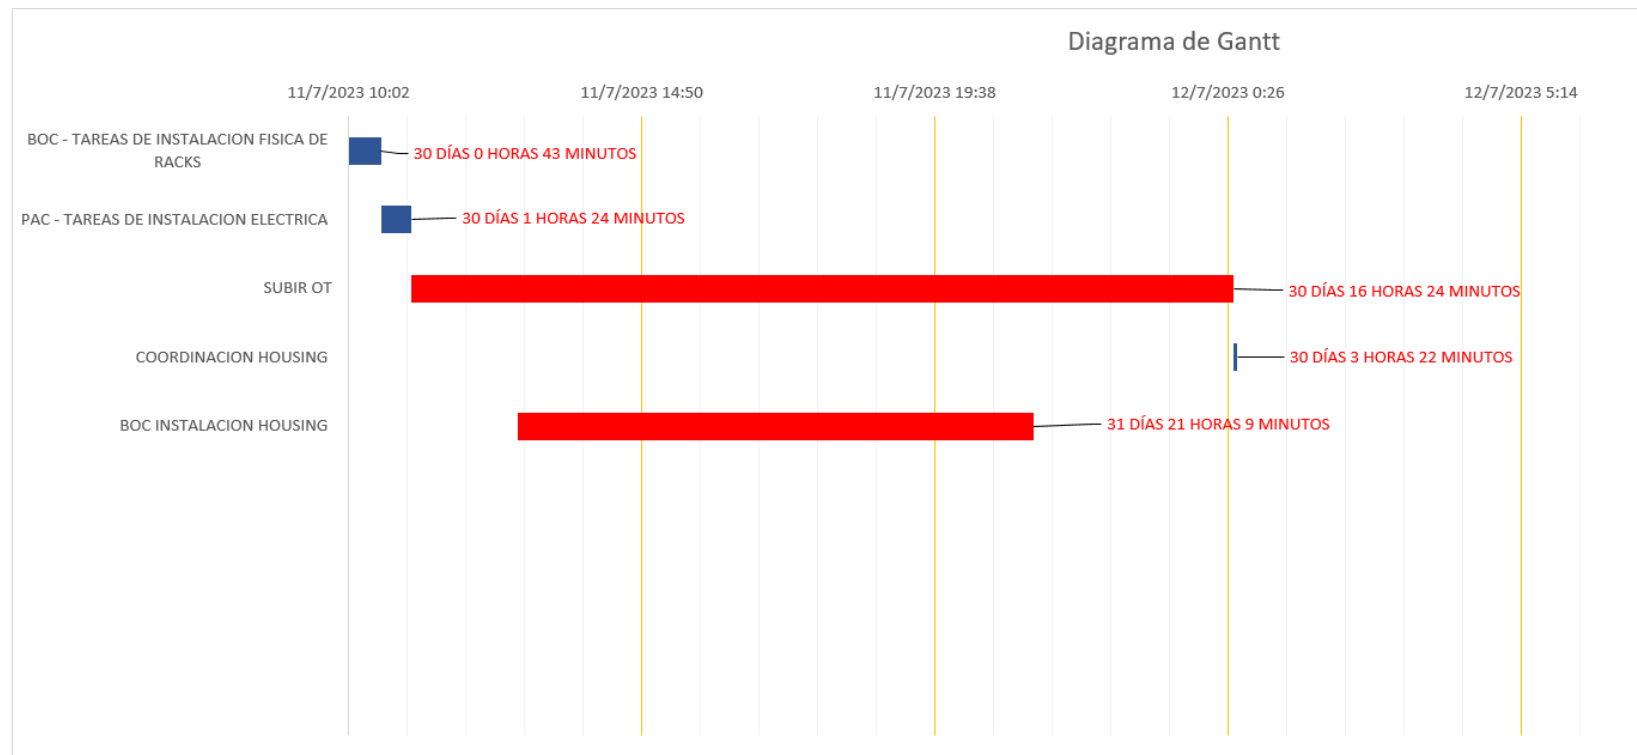 Diagrama de Gantt
11/7/2023 10:02
11/7/2023 14:50
11/7/2023 19:38
12/7/2023 0:26
12/7/2023 5:14
BOC - TAREAS DE INSTALACION FISICA DE
RACKS
30 DÍAS 0 HORAS 43 MINUTOS
PAC - TAREAS DE INSTALACION ELECTRICA
30 DÍAS 1 HORAS 24 MINUTOS
SUBIR OT
30 DÍAS 16 HORAS 24 MINUTOS
COORDINACION HOUSING
30 DÍAS 3 HORAS 22 MINUTOS
BOC INSTALACION HOUSING
31 DÍAS 21 HORAS 9 MINUTOS